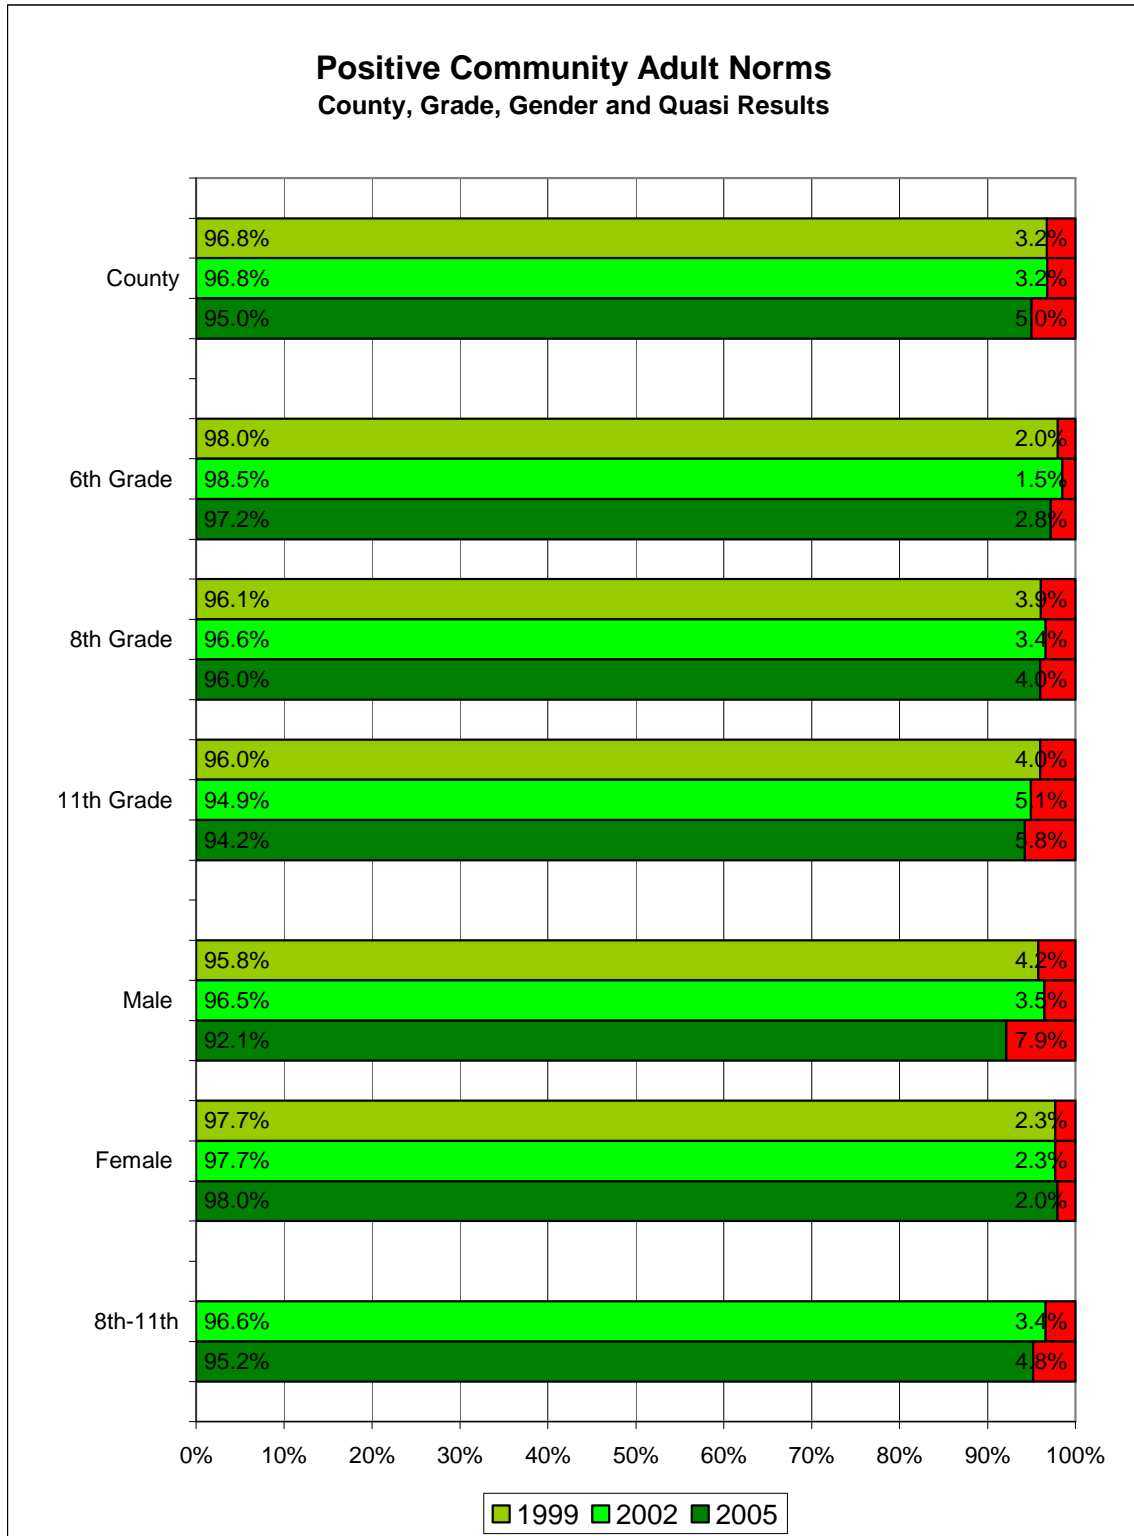 Positive Community Adult Norms
County, Grade, Gender and Quasi Results
96.8% 3.2%
County 96.8% 3.2%
95.0% 5.0%
98.0% 2.0%
6th Grade 98.5% 1.5%
97.2% 2.8%
96.1% 3.9%
8th Grade 96.6% 3.4%
96.0% 4.0%
96.0% 4.0%
11th Grade 94.9% 5.1%
94.2% 5.8%
95.8% 4.2%
Male 96.5% 3.5%
92.1% 7.9%
97.7% 2.3%
Female 97.7% 2.3%
98.0% 2.0%
8th-11th 96.6% 3.4%
95.2% 4.8%
0% 10% 20% 30% 40% 50% 60% 70% 80% 90% 100%
1999 2002 2005